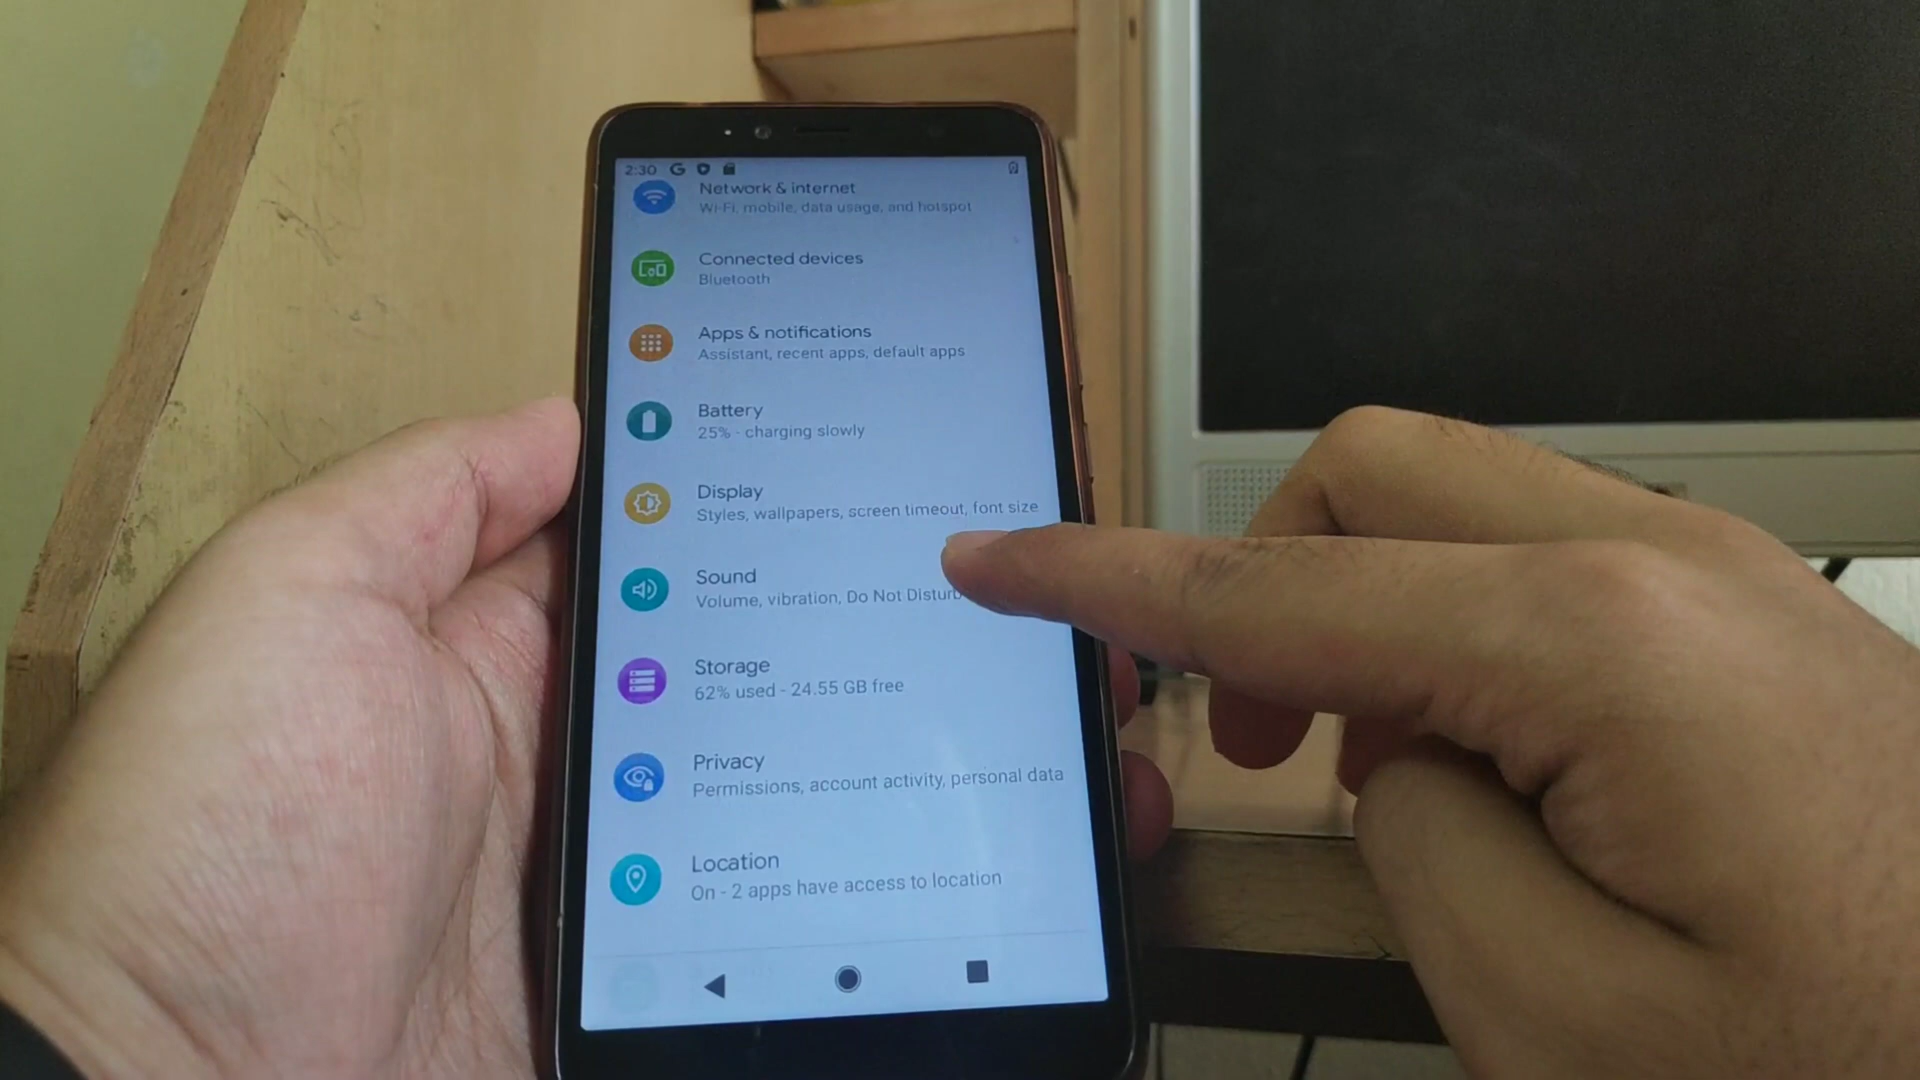 2:30
Network & internet
Wi-Fi, mobile, data usage, and hotspot
Connected devices
Bluetooth
Apps & notifications
Assistant, recent apps, default apps
Battery
25% - charging slowly
Display
Styles, wallpapers, screen timeout, font size
Sound
Volume, vibration, Do Not Disturb
Storage
62% used - 24.55 GB free
Privacy
Permissions, account activity, personal data
Location
On - 2 apps have access to location